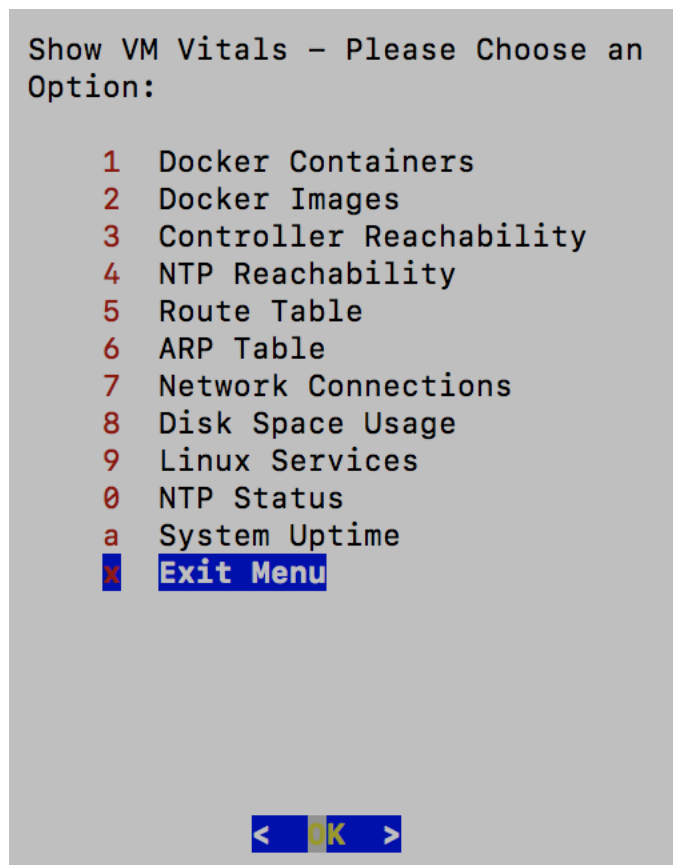 Show VM Vitals – Please Choose an
Option:
1 Docker Containers
2 Docker Images
3 Controller Reachability
4 NTP Reachability
5 Route Table
6 ARP Table
7 Network Connections
8 Disk Space Usage
9 Linux Services
0 NTP Status
a System Uptime
x Exit Menu
< OK >